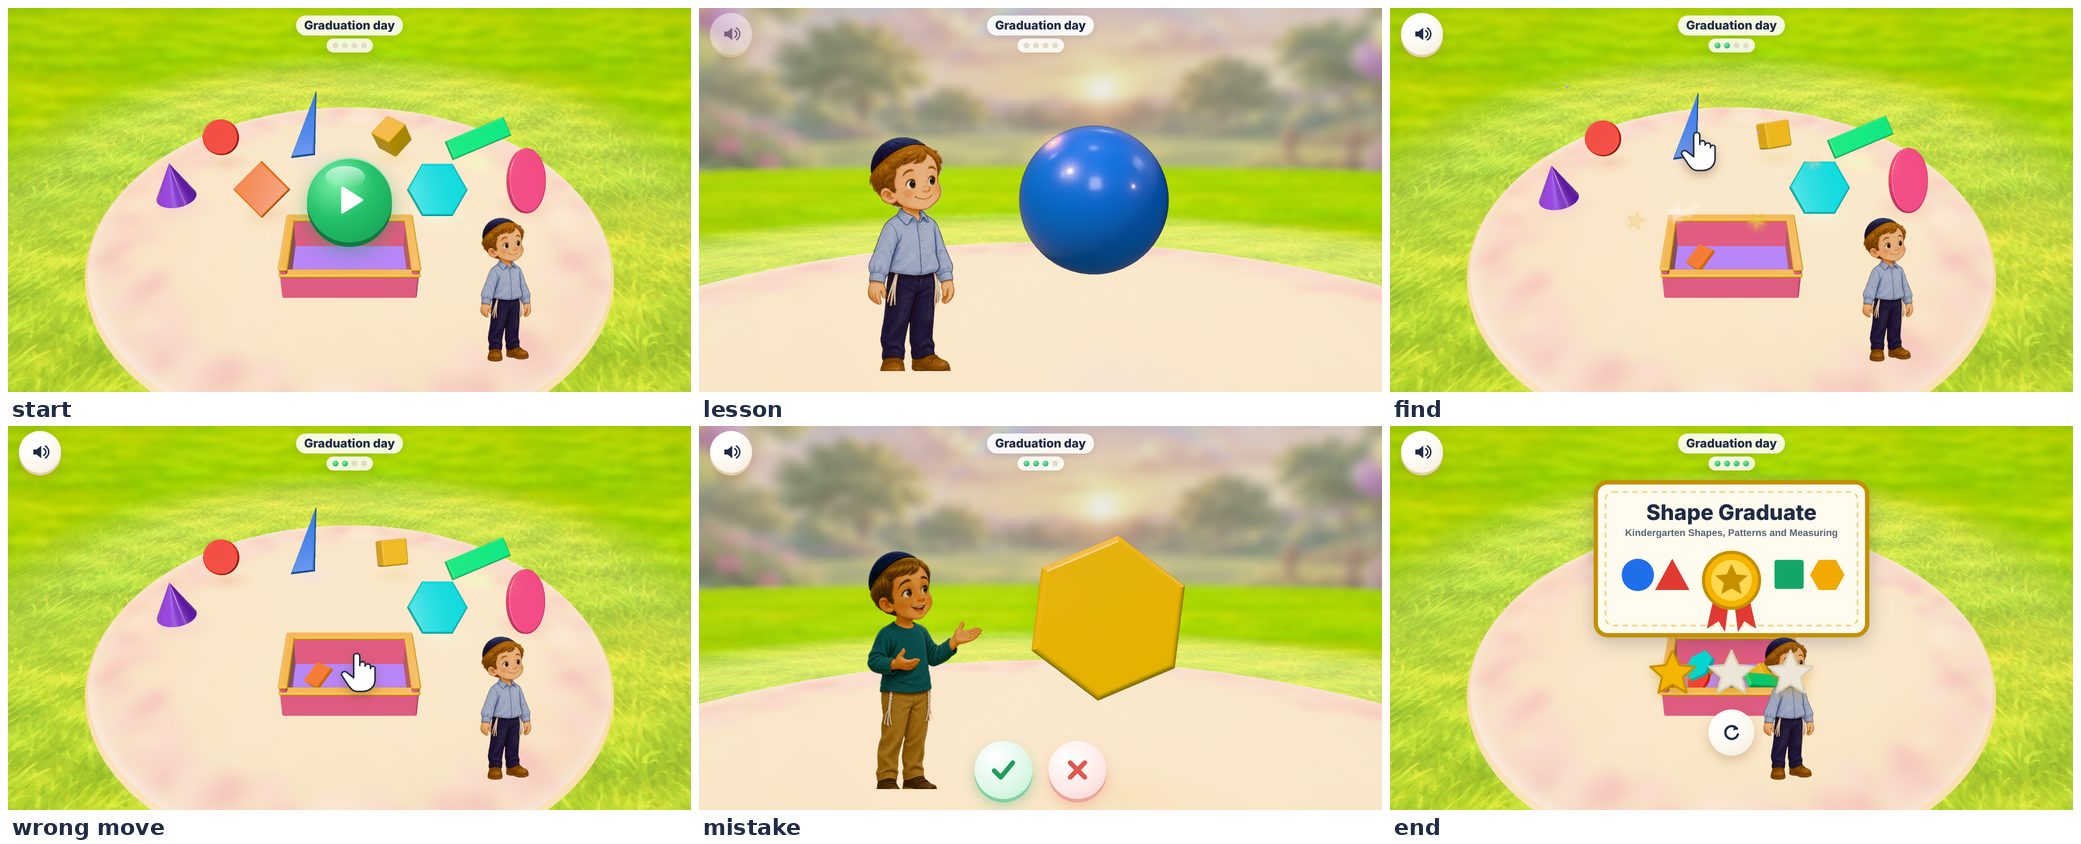 Graduation day
Graduation day
Graduation day
start
lesson
find
Graduation day
Graduation day
Graduation day
Shape Graduate
Kindergarten Shapes, Patterns and Measuring
wrong move
mistake
end